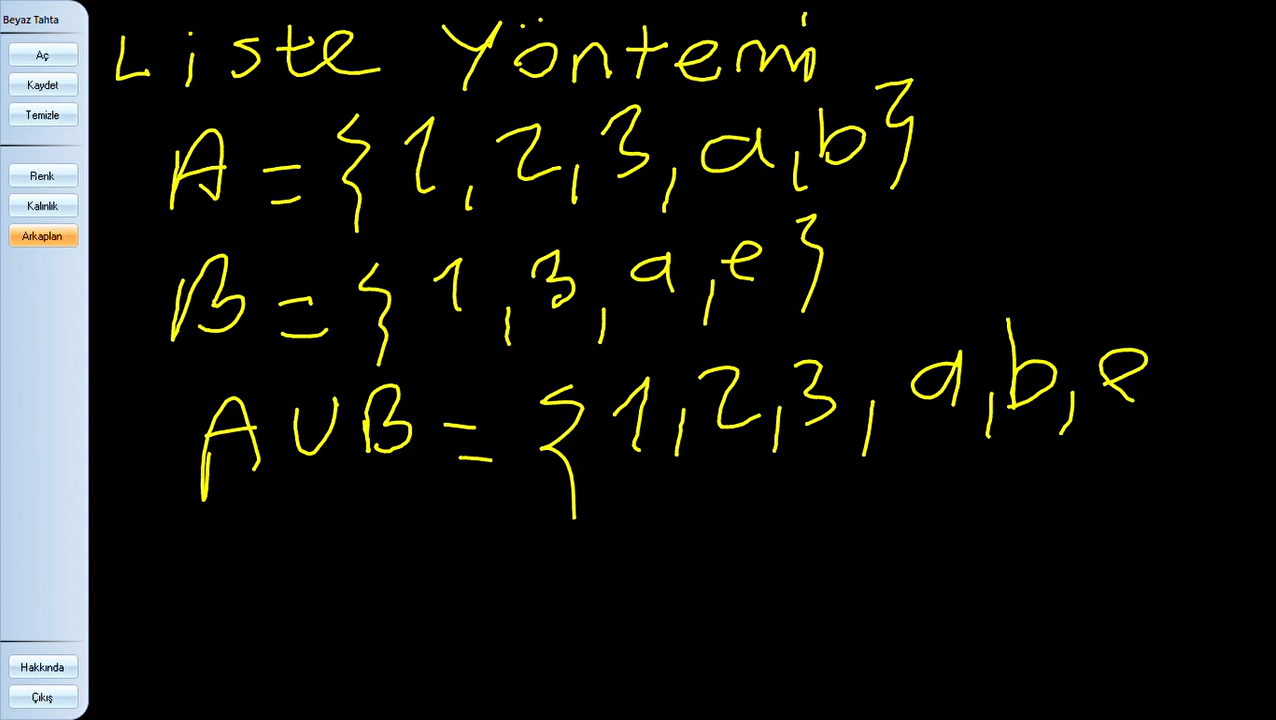 Beyaz Tahta
Aç
Kaydet
Temizle
Renk
Kalınlık
Arkaplan
Hakkında
Çıkış
Liste Yöntemi
A = {1, 2, 3, a, b}
B = {1, 3, a, e}
A ∪ B = {1, 2, 3, a, b, e